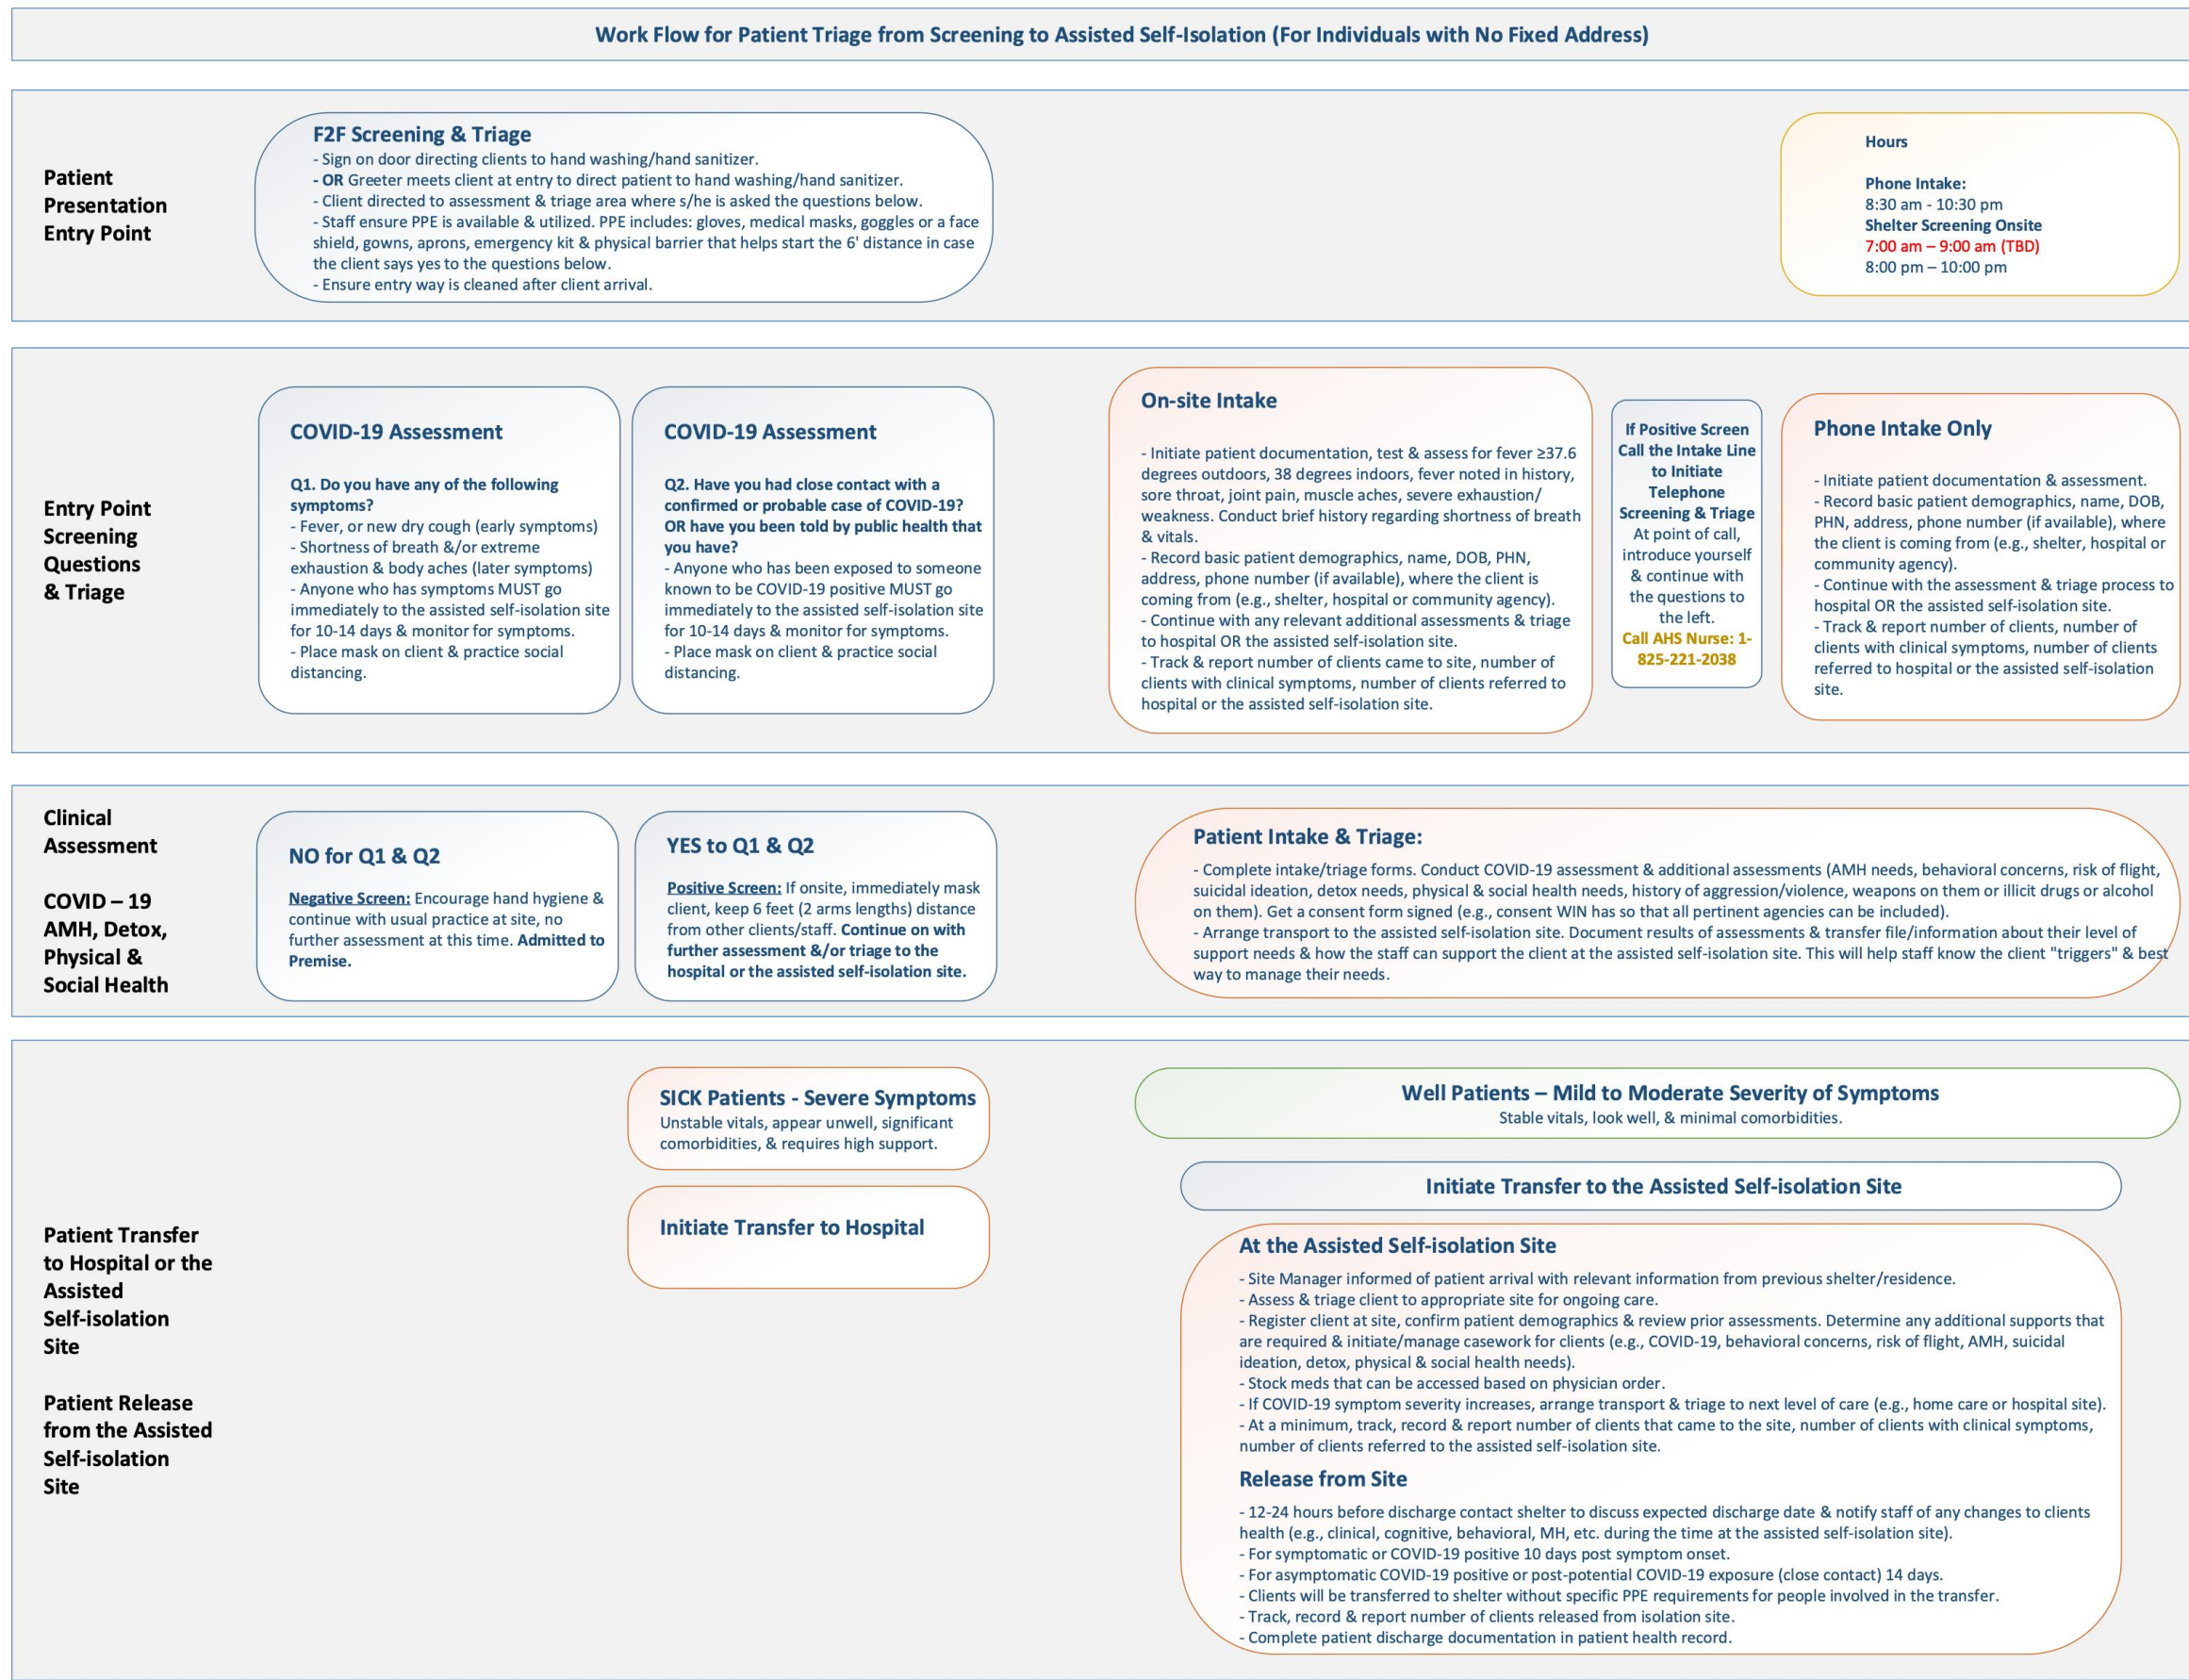 Work Flow for Patient Triage from Screening to Assisted Self-Isolation (For Individuals with No Fixed Address)
Patient
Presentation
Entry Point
F2F Screening & Triage
- Sign on door directing clients to hand washing/hand sanitizer.
- OR Greeter meets client at entry to direct patient to hand washing/hand sanitizer.
- Client directed to assessment & triage area where s/he is asked the questions below.
- Staff ensure PPE is available & utilized. PPE includes: gloves, medical masks, goggles or a face
shield, gowns, aprons, emergency kit & physical barrier that helps start the 6' distance in case
the client says yes to the questions below.
- Ensure entry way is cleaned after client arrival.
Hours
Phone Intake:
8:30 am - 10:30 pm
Shelter Screening Onsite
7:00 am – 9:00 am (TBD)
8:00 pm – 10:00 pm
Entry Point
Screening
Questions
& Triage
COVID-19 Assessment
Q1. Do you have any of the following
symptoms?
- Fever, or new dry cough (early symptoms)
- Shortness of breath &/or extreme
exhaustion & body aches (later symptoms)
- Anyone who has symptoms MUST go
immediately to the assisted self-isolation site
for 10-14 days & monitor for symptoms.
- Place mask on client & practice social
distancing.
COVID-19 Assessment
Q2. Have you had close contact with a
confirmed or probable case of COVID-19?
OR have you been told by public health that
you have?
- Anyone who has been exposed to someone
known to be COVID-19 positive MUST go
immediately to the assisted self-isolation site
for 10-14 days & monitor for symptoms.
- Place mask on client & practice social
distancing.
On-site Intake
- Initiate patient documentation, test & assess for fever ≥37.6
degrees outdoors, 38 degrees indoors, fever noted in history,
sore throat, joint pain, muscle aches, severe exhaustion/
weakness. Conduct brief history regarding shortness of breath
& vitals.
- Record basic patient demographics, name, DOB, PHN,
address, phone number (if available), where the client is
coming from (e.g., shelter, hospital or community agency).
- Continue with any relevant additional assessments & triage
to hospital OR the assisted self-isolation site.
- Track & report number of clients came to site, number of
clients with clinical symptoms, number of clients referred to
hospital or the assisted self-isolation site.
If Positive Screen
Call the Intake Line
to Initiate
Telephone
Screening & Triage
At point of call,
introduce yourself
& continue with
the questions to
the left.
Call AHS Nurse: 1-
825-221-2038
Phone Intake Only
- Initiate patient documentation & assessment.
- Record basic patient demographics, name, DOB,
PHN, address, phone number (if available), where
the client is coming from (e.g., shelter, hospital or
community agency).
- Continue with the assessment & triage process to
hospital OR the assisted self-isolation site.
- Track & report number of clients, number of
clients with clinical symptoms, number of clients
referred to hospital or the assisted self-isolation
site.
Clinical
Assessment
COVID – 19
AMH, Detox,
Physical &
Social Health
NO for Q1 & Q2
Negative Screen: Encourage hand hygiene &
continue with usual practice at site, no
further assessment at this time. Admitted to
Premise.
YES to Q1 & Q2
Positive Screen: If onsite, immediately mask
client, keep 6 feet (2 arms lengths) distance
from other clients/staff. Continue on with
further assessment &/or triage to the
hospital or the assisted self-isolation site.
Patient Intake & Triage:
- Complete intake/triage forms. Conduct COVID-19 assessment & additional assessments (AMH needs, behavioral concerns, risk of flight,
suicidal ideation, detox needs, physical & social health needs, history of aggression/violence, weapons on them or illicit drugs or alcohol
on them). Get a consent form signed (e.g., consent WIN has so that all pertinent agencies can be included).
- Arrange transport to the assisted self-isolation site. Document results of assessments & transfer file/information about their level of
support needs & how the staff can support the client at the assisted self-isolation site. This will help staff know the client "triggers" & best
way to manage their needs.
Patient Transfer
to Hospital or the
Assisted
Self-isolation
Site
Patient Release
from the Assisted
Self-isolation
Site
SICK Patients - Severe Symptoms
Unstable vitals, appear unwell, significant
comorbidities, & requires high support.
Initiate Transfer to Hospital
Well Patients – Mild to Moderate Severity of Symptoms
Stable vitals, look well, & minimal comorbidities.
Initiate Transfer to the Assisted Self-isolation Site
At the Assisted Self-isolation Site
- Site Manager informed of patient arrival with relevant information from previous shelter/residence.
- Assess & triage client to appropriate site for ongoing care.
- Register client at site, confirm patient demographics & review prior assessments. Determine any additional supports that
are required & initiate/manage casework for clients (e.g., COVID-19, behavioral concerns, risk of flight, AMH, suicidal
ideation, detox, physical & social health needs).
- Stock meds that can be accessed based on physician order.
- If COVID-19 symptom severity increases, arrange transport & triage to next level of care (e.g., home care or hospital site).
- At a minimum, track, record & report number of clients that came to the site, number of clients with clinical symptoms,
number of clients referred to the assisted self-isolation site.
Release from Site
- 12-24 hours before discharge contact shelter to discuss expected discharge date & notify staff of any changes to clients
health (e.g., clinical, cognitive, behavioral, MH, etc. during the time at the assisted self-isolation site).
- For symptomatic or COVID-19 positive 10 days post symptom onset.
- For asymptomatic COVID-19 positive or post-potential COVID-19 exposure (close contact) 14 days.
- Clients will be transferred to shelter without specific PPE requirements for people involved in the transfer.
- Track, record & report number of clients released from isolation site.
- Complete patient discharge documentation in patient health record.